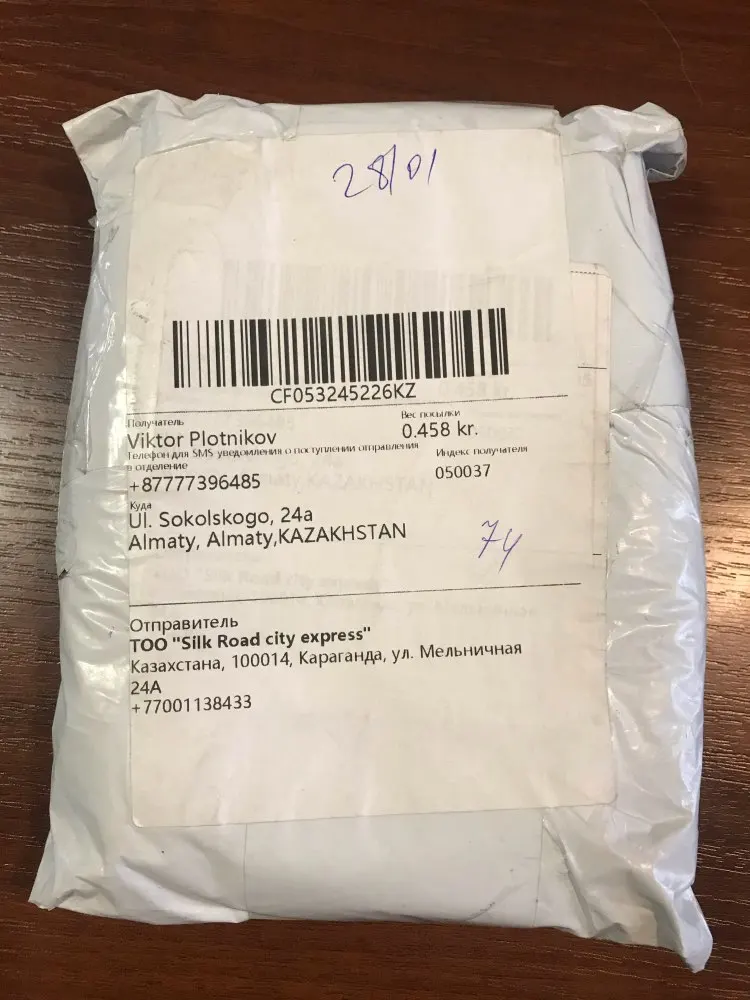 28/01
CF053245226KZ
Получатель
Вес посылки
Viktor Plotnikov
0.458 kr.
Телефон для SMS уведомления о поступлении отправления
в отделение
Индекс получателя
+87777396485
050037
Куда
Ul. Sokolskogo, 24a
Almaty, Almaty,KAZAKHSTAN
74
Отправитель
ТОО "Silk Road city express"
Казахстана, 100014, Караганда, ул. Мельничная
24А
+77001138433